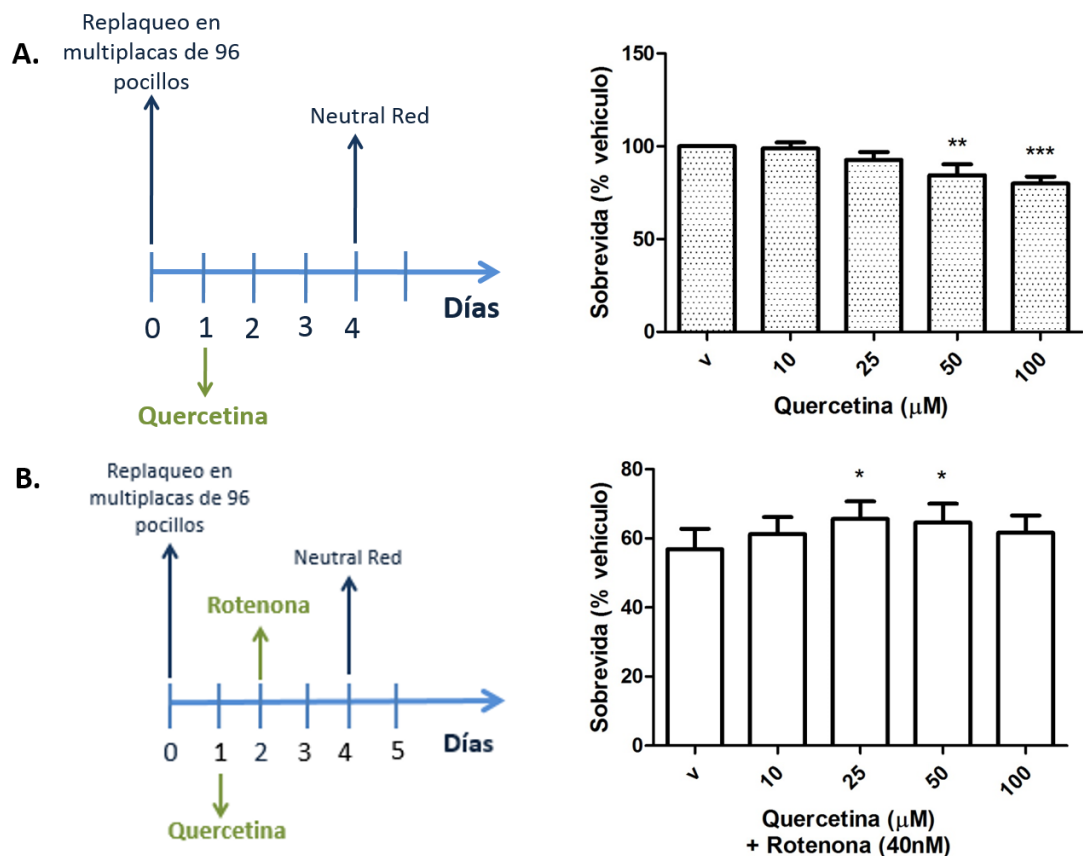 A.
Replaqueo en
multiplacas de 96
pocillos
Neutral Red
0 1 2 3 4
Días
Quercetina
Sobrevida (% vehículo)
150
100
50
0
**
***
v 10 25 50 100
Quercetina (μM)
B.
Replaqueo en
multiplacas de 96
pocillos
Rotenona
Neutral Red
0 1 2 3 4 5
Días
Quercetina
Sobrevida (% vehículo)
80
60
40
20
0
*
*
v 10 25 50 100
Quercetina (μM)
+ Rotenona (40nM)